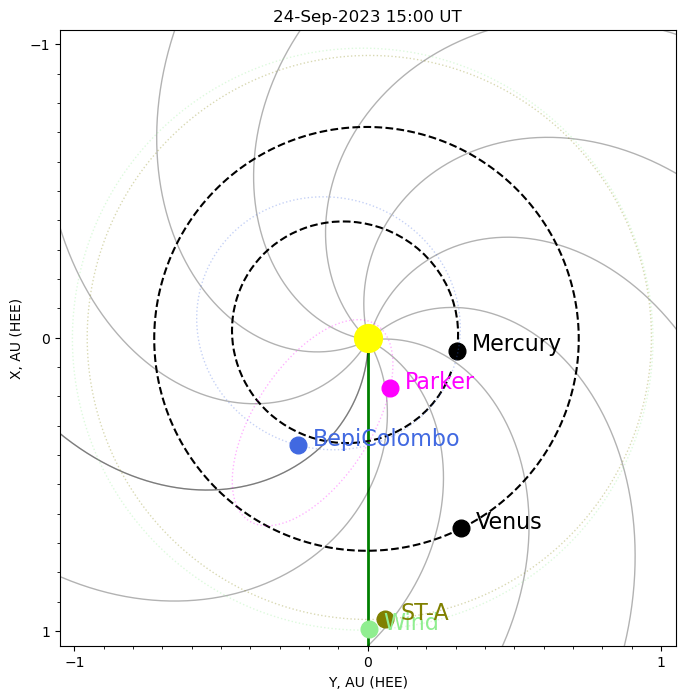 24-Sep-2023 15:00 UT
−1
Mercury
0
Parker
BepiColombo
Venus
ST-A
Wind
1
−1
0
1
X, AU (HEE)
Y, AU (HEE)